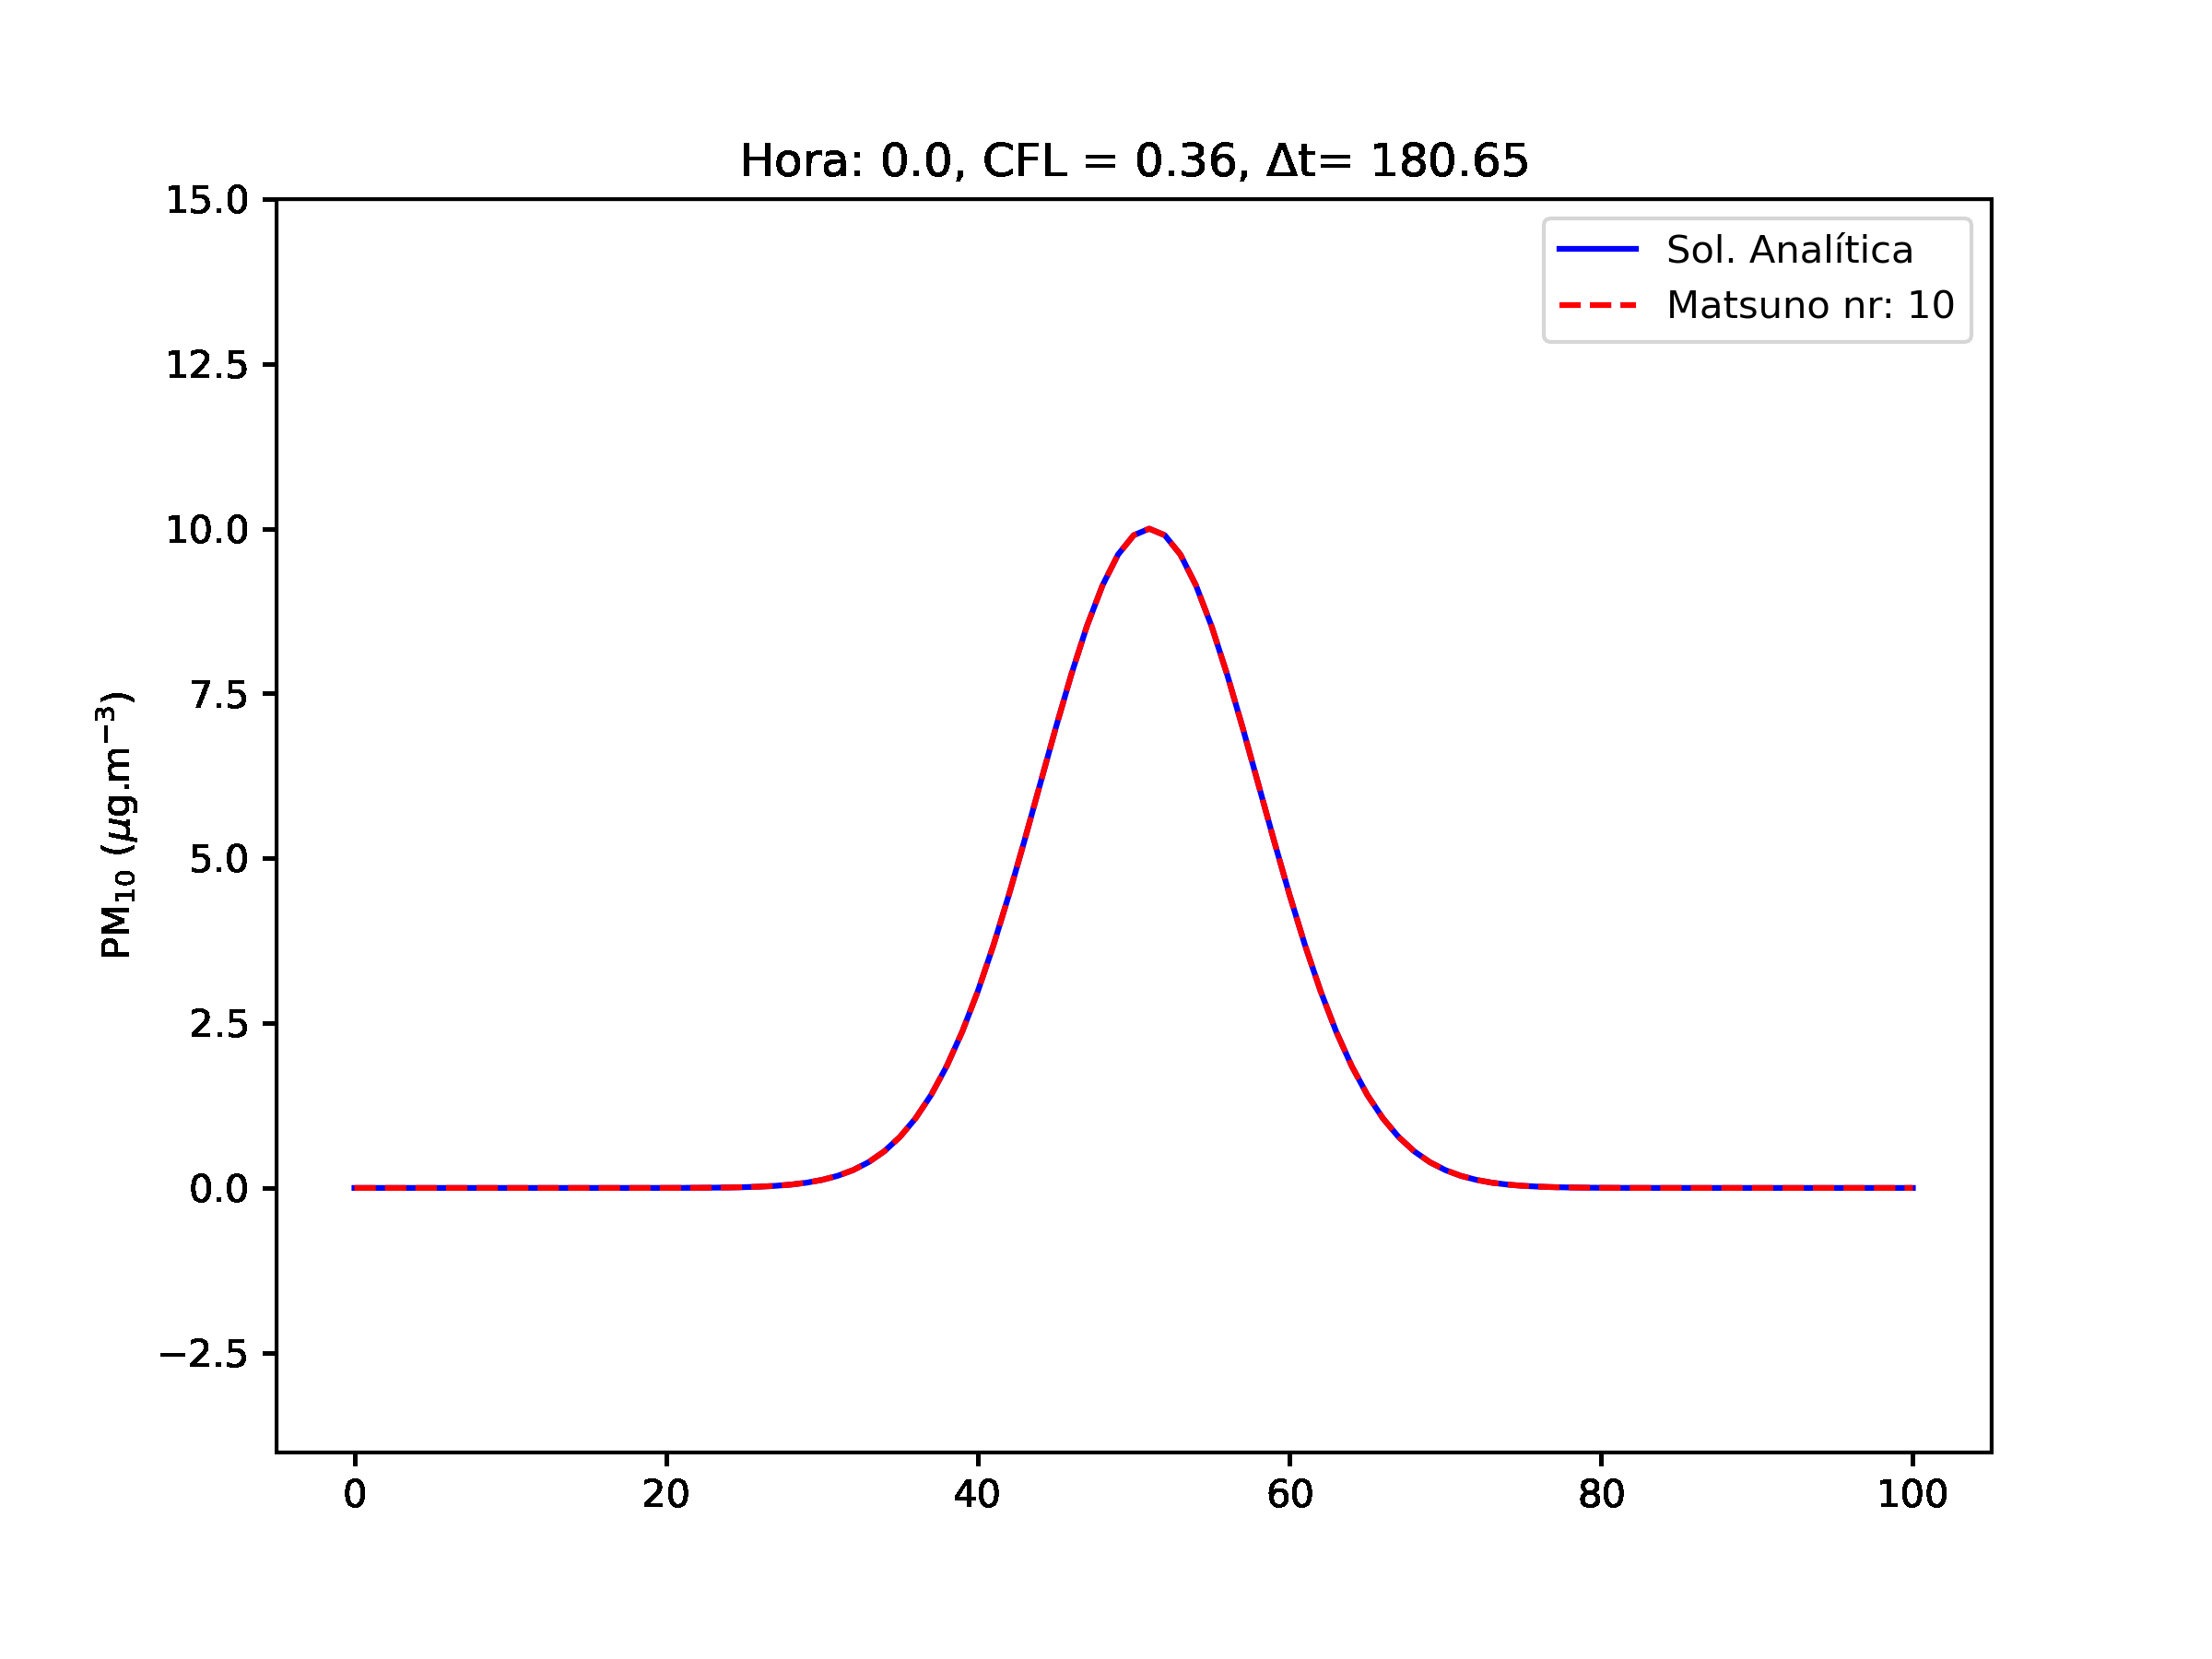 Hora: 0.0, CFL = 0.36, Δt= 180.65
Sol. Analítica
Matsuno nr: 10
PM₁₀ (μg.m⁻³)
15.0
12.5
10.0
7.5
5.0
2.5
0.0
−2.5
0 20 40 60 80 100